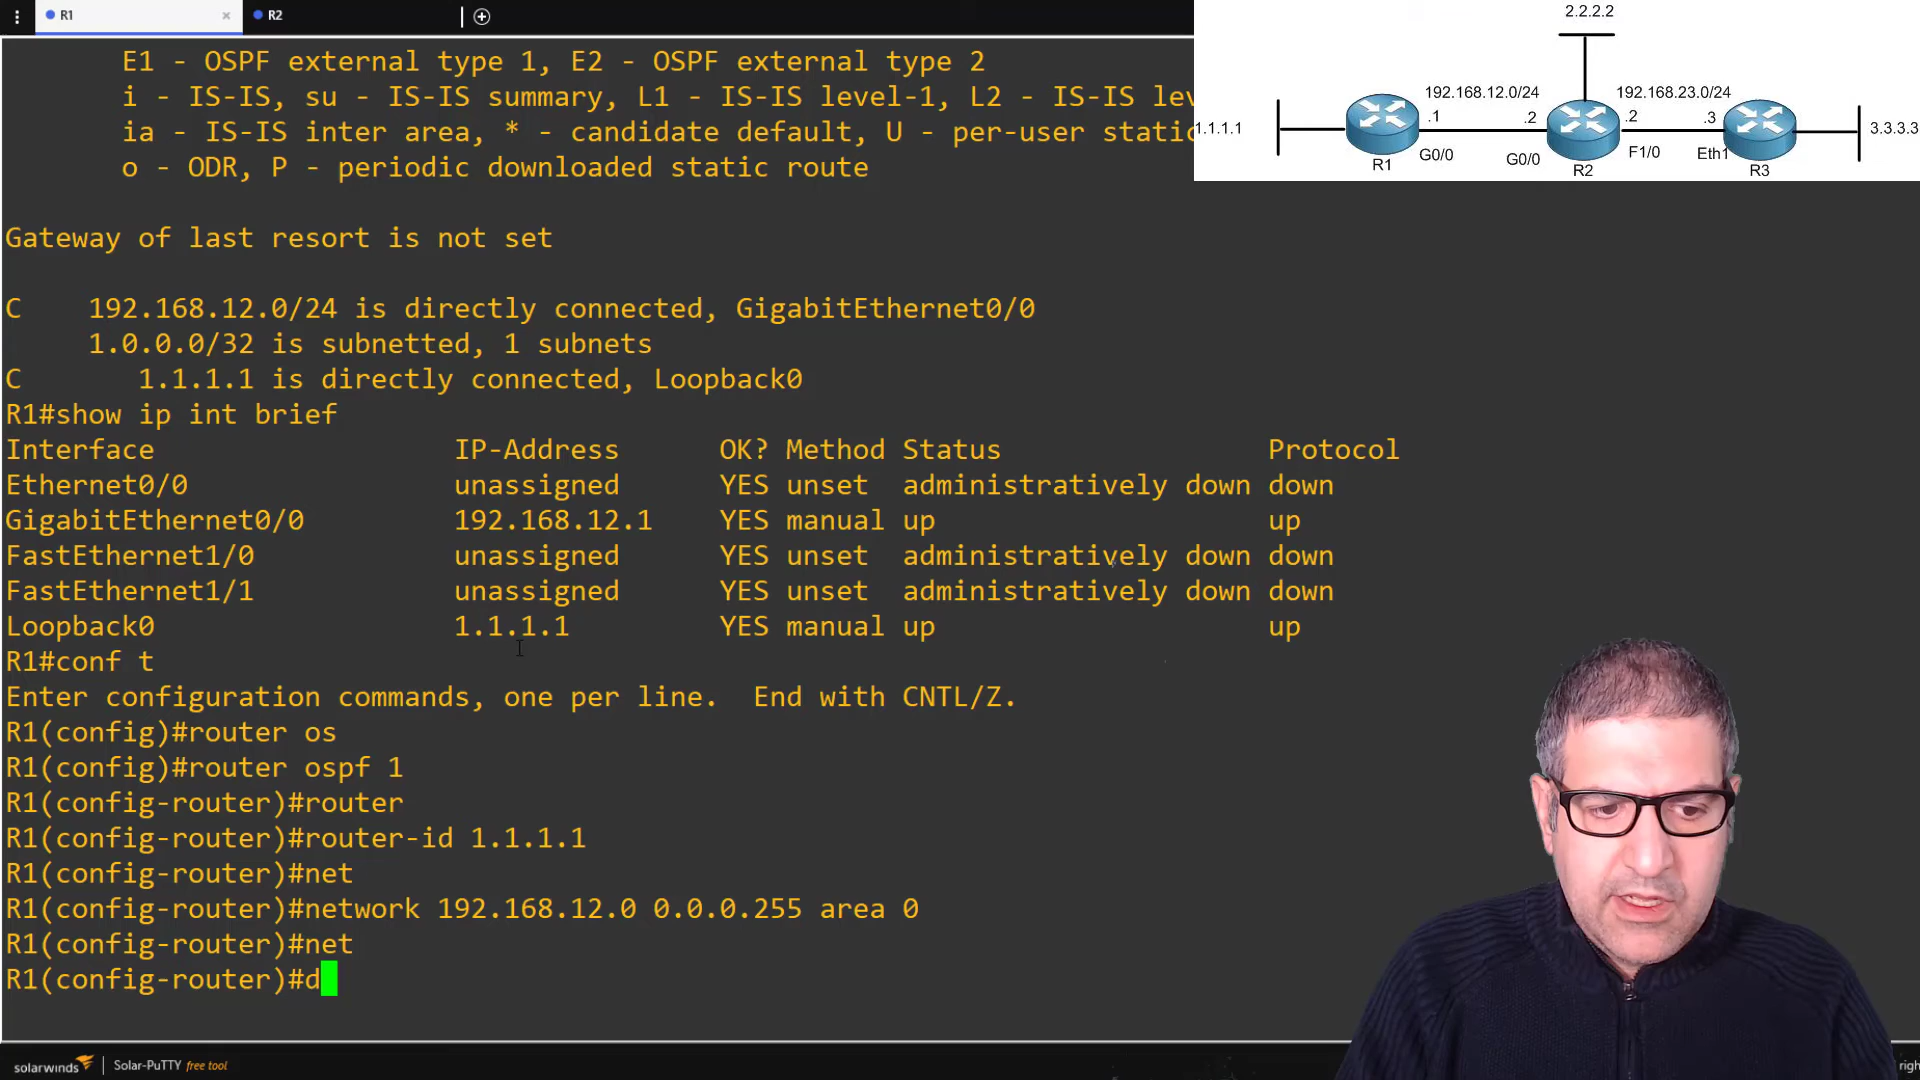 R1
R2
E1 - OSPF external type 1, E2 - OSPF external type 2
i - IS-IS, su - IS-IS summary, L1 - IS-IS level-1, L2 - IS-IS lev
ia - IS-IS inter area, * - candidate default, U - per-user static
o - ODR, P - periodic downloaded static route
Gateway of last resort is not set
C 192.168.12.0/24 is directly connected, GigabitEthernet0/0
1.0.0.0/32 is subnetted, 1 subnets
C 1.1.1.1 is directly connected, Loopback0
R1#show ip int brief
Interface IP-Address OK? Method Status Protocol
Ethernet0/0 unassigned YES unset administratively down down
GigabitEthernet0/0 192.168.12.1 YES manual up up
FastEthernet1/0 unassigned YES unset administratively down down
FastEthernet1/1 unassigned YES unset administratively down down
Loopback0 1.1.1.1 YES manual up up
R1#conf t
Enter configuration commands, one per line. End with CNTL/Z.
R1(config)#router os
R1(config)#router ospf 1
R1(config-router)#router
R1(config-router)#router-id 1.1.1.1
R1(config-router)#net
R1(config-router)#network 192.168.12.0 0.0.0.255 area 0
R1(config-router)#net
R1(config-router)#d
2.2.2.2
192.168.12.0/24 192.168.23.0/24
1.1.1.1 .1 .2 .2 .3 3.3.3.3
G0/0 G0/0 F1/0 Eth1
R1 R2 R3
solarwinds Solar-PuTTY free tool
righ